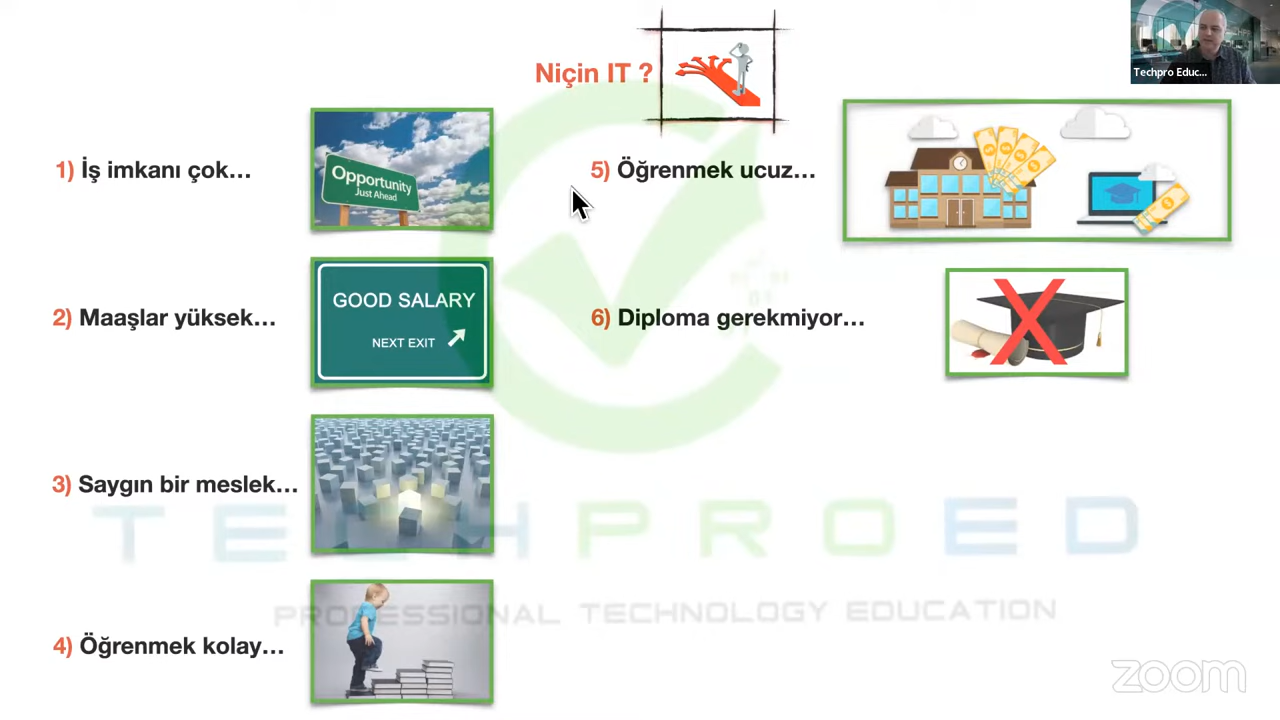 Niçin IT ?
Techpro Educ...
1) İş imkanı çok...
Opportunity
Just Ahead
2) Maaşlar yüksek...
GOOD SALARY
NEXT EXIT
3) Saygın bir meslek...
4) Öğrenmek kolay...
5) Öğrenmek ucuz...
6) Diploma gerekmiyor...
TECHPROED
PROFESSIONAL TECHNOLOGY EDUCATION
zoom